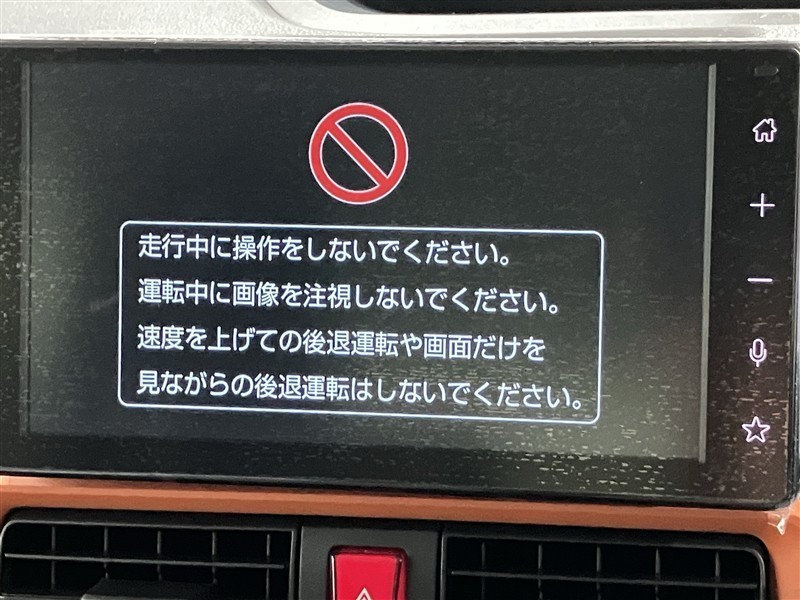 走行中に操作をしないでください。
運転中に画像を注視しないでください。
速度を上げての後退運転や画面だけを
見ながらの後退運転はしないでください。